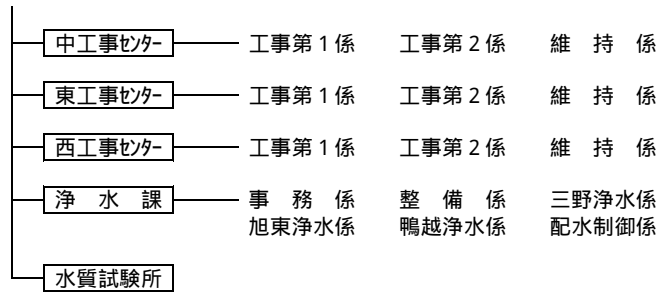 中工事ｾﾝﾀｰ 工事第１係 工事第２係 維持係
東工事ｾﾝﾀｰ 工事第１係 工事第２係 維持係
西工事ｾﾝﾀｰ 工事第１係 工事第２係 維持係
浄水課 事務係 整備係 三野浄水係
旭東浄水係 鴨越浄水係 配水制御係
水質試験所